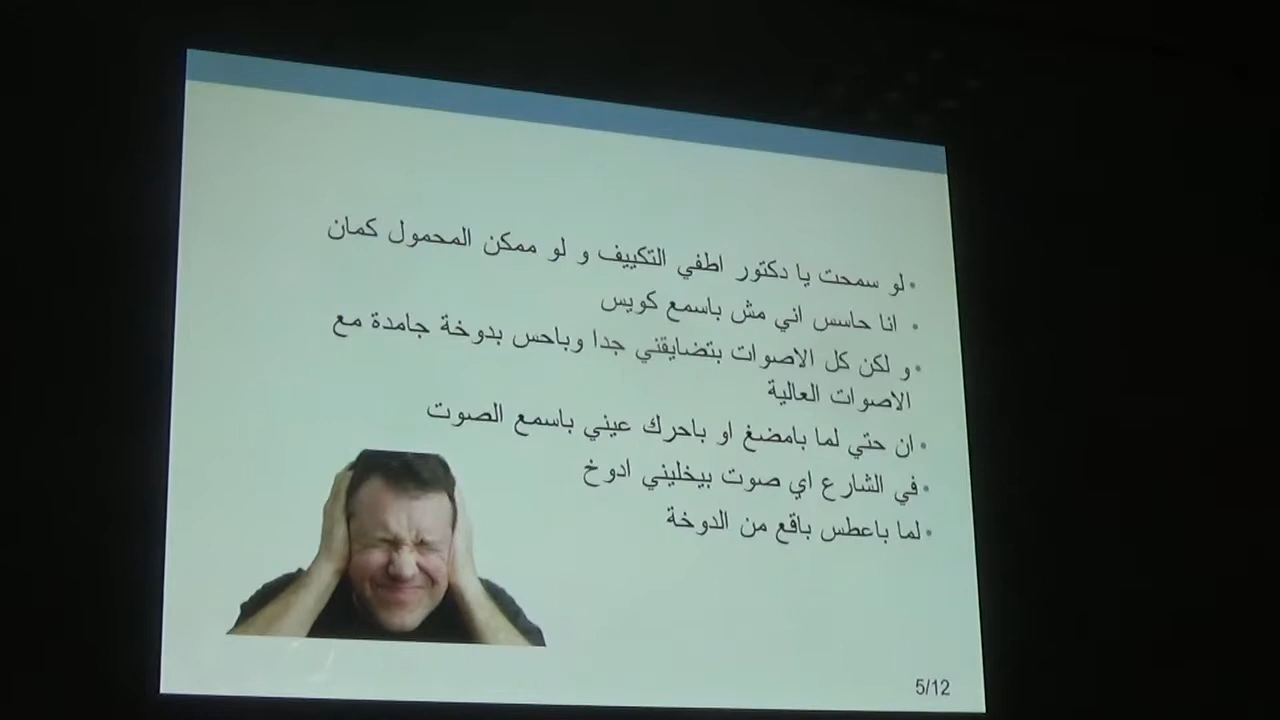 لو سمحت يا دكتور اطفي التكييف و لو ممكن المحمول كمان
انا حاسس اني مش باسمع كويس
و لكن كل الاصوات بتضايقني جدا وباحس بدوخة جامدة مع
الاصوات العالية
ان حتي لما بامضغ او باحرك عيني باسمع الصوت
في الشارع اي صوت بيخليني ادوخ
لما باعطس باقع من الدوخة
5/12